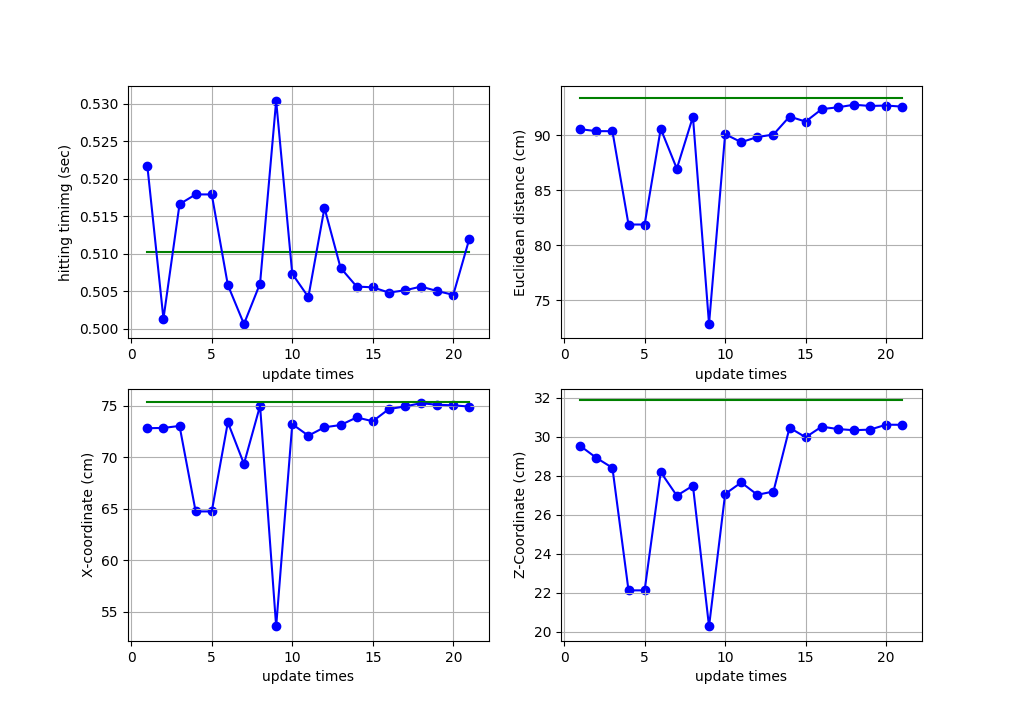 0.530
0.525
0.520
0.515
0.510
0.505
0.500
hitting timimg (sec)
0 5 10 15 20
update times
90
85
80
75
Euclidean distance (cm)
0 5 10 15 20
update times
75
70
65
60
55
X-coordinate (cm)
0 5 10 15 20
update times
32
30
28
26
24
22
20
Z-Coordinate (cm)
0 5 10 15 20
update times